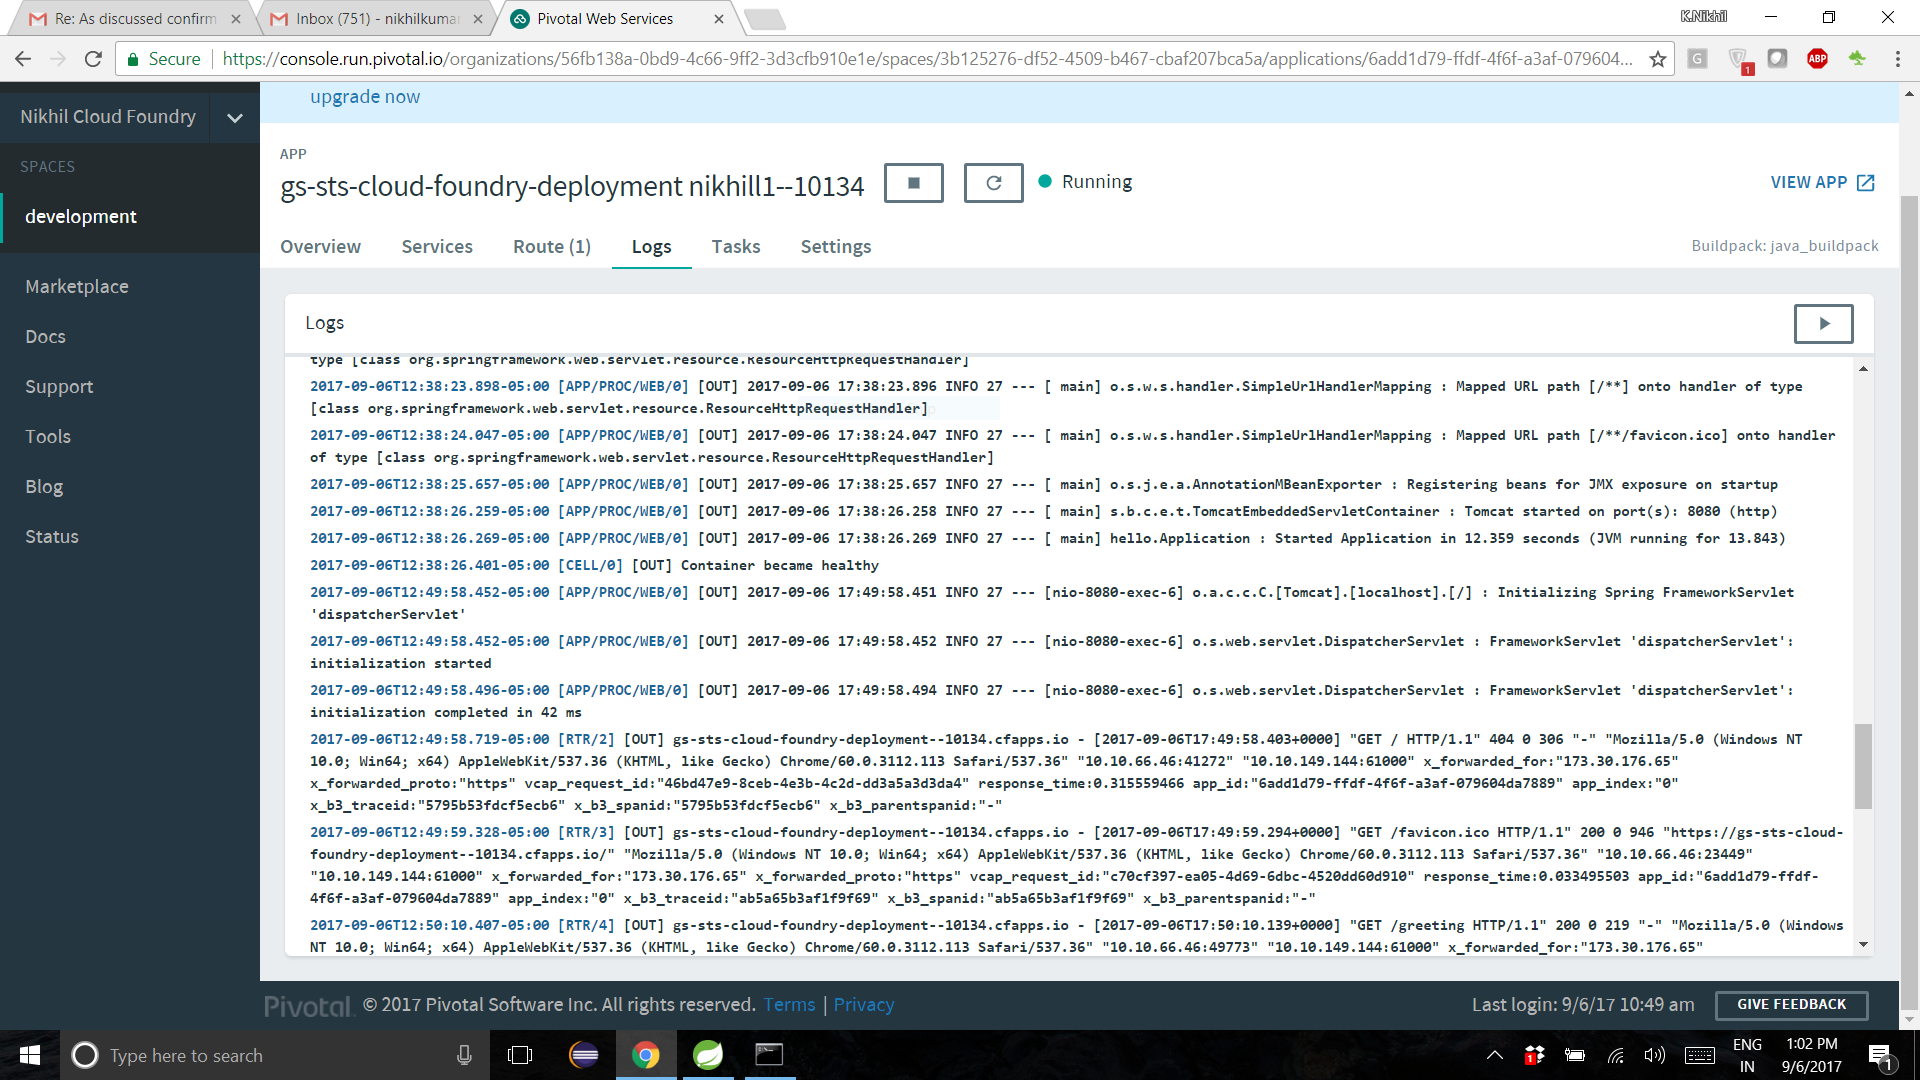 Re: As discussed confirm
Inbox (751) - nikhilkumar
Pivotal Web Services
K.Nikhil
Secure
https://console.run.pivotal.io/organizations/56fb138a-0bd9-4c66-9ff2-3d3cfb910e1e/spaces/3b125276-df52-4509-b467-cbaf207bca5a/applications/6add1d79-ffdf-4f6f-a3af-079604...
G
1
ABP
Nikhil Cloud Foundry
SPACES
development
Marketplace
Docs
Support
Tools
Blog
Status
upgrade now
APP
gs-sts-cloud-foundry-deployment nikhill1--10134
Running
VIEW APP
Overview
Services
Route (1)
Logs
Tasks
Settings
Buildpack: java_buildpack
Logs
type [class org.springframework.web.servlet.resource.ResourceHttpRequestHandler]
2017-09-06T12:38:23.898-05:00 [APP/PROC/WEB/0] [OUT] 2017-09-06 17:38:23.896 INFO 27 --- [ main] o.s.w.s.handler.SimpleUrlHandlerMapping : Mapped URL path [/**] onto handler of type
[class org.springframework.web.servlet.resource.ResourceHttpRequestHandler]
2017-09-06T12:38:24.047-05:00 [APP/PROC/WEB/0] [OUT] 2017-09-06 17:38:24.047 INFO 27 --- [ main] o.s.w.s.handler.SimpleUrlHandlerMapping : Mapped URL path [/**/favicon.ico] onto handler
of type [class org.springframework.web.servlet.resource.ResourceHttpRequestHandler]
2017-09-06T12:38:25.657-05:00 [APP/PROC/WEB/0] [OUT] 2017-09-06 17:38:25.657 INFO 27 --- [ main] o.s.j.e.a.AnnotationMBeanExporter : Registering beans for JMX exposure on startup
2017-09-06T12:38:26.259-05:00 [APP/PROC/WEB/0] [OUT] 2017-09-06 17:38:26.258 INFO 27 --- [ main] s.b.c.e.t.TomcatEmbeddedServletContainer : Tomcat started on port(s): 8080 (http)
2017-09-06T12:38:26.269-05:00 [APP/PROC/WEB/0] [OUT] 2017-09-06 17:38:26.269 INFO 27 --- [ main] hello.Application : Started Application in 12.359 seconds (JVM running for 13.843)
2017-09-06T12:38:26.401-05:00 [CELL/0] [OUT] Container became healthy
2017-09-06T12:49:58.452-05:00 [APP/PROC/WEB/0] [OUT] 2017-09-06 17:49:58.451 INFO 27 --- [nio-8080-exec-6] o.a.c.c.C.[Tomcat].[localhost].[/] : Initializing Spring FrameworkServlet
'dispatcherServlet'
2017-09-06T12:49:58.452-05:00 [APP/PROC/WEB/0] [OUT] 2017-09-06 17:49:58.452 INFO 27 --- [nio-8080-exec-6] o.s.web.servlet.DispatcherServlet : FrameworkServlet 'dispatcherServlet':
initialization started
2017-09-06T12:49:58.496-05:00 [APP/PROC/WEB/0] [OUT] 2017-09-06 17:49:58.494 INFO 27 --- [nio-8080-exec-6] o.s.web.servlet.DispatcherServlet : FrameworkServlet 'dispatcherServlet':
initialization completed in 42 ms
2017-09-06T12:49:58.719-05:00 [RTR/2] [OUT] gs-sts-cloud-foundry-deployment--10134.cfapps.io - [2017-09-06T17:49:58.403+0000] "GET / HTTP/1.1" 404 0 306 "-" "Mozilla/5.0 (Windows NT
10.0; Win64; x64) AppleWebKit/537.36 (KHTML, like Gecko) Chrome/60.0.3112.113 Safari/537.36" "10.10.66.46:41272" "10.10.149.144:61000" x_forwarded_for:"173.30.176.65"
x_forwarded_proto:"https" vcap_request_id:"46bd47e9-8ceb-4e3b-4c2d-dd3a5a3d3da4" response_time:0.315559466 app_id:"6add1d79-ffdf-4f6f-a3af-079604da7889" app_index:"0"
x_b3_traceid:"5795b53fdcf5ecb6" x_b3_spanid:"5795b53fdcf5ecb6" x_b3_parentspanid:"-"
2017-09-06T12:49:59.328-05:00 [RTR/3] [OUT] gs-sts-cloud-foundry-deployment--10134.cfapps.io - [2017-09-06T17:49:59.294+0000] "GET /favicon.ico HTTP/1.1" 200 0 946 "https://gs-sts-cloud-
foundry-deployment--10134.cfapps.io/" "Mozilla/5.0 (Windows NT 10.0; Win64; x64) AppleWebKit/537.36 (KHTML, like Gecko) Chrome/60.0.3112.113 Safari/537.36" "10.10.66.46:23449"
"10.10.149.144:61000" x_forwarded_for:"173.30.176.65" x_forwarded_proto:"https" vcap_request_id:"c70cf397-ea05-4d69-6dbc-4520dd60d910" response_time:0.033495503 app_id:"6add1d79-ffdf-
4f6f-a3af-079604da7889" app_index:"0" x_b3_traceid:"ab5a65b3af1f9f69" x_b3_spanid:"ab5a65b3af1f9f69" x_b3_parentspanid:"-"
2017-09-06T12:50:10.407-05:00 [RTR/4] [OUT] gs-sts-cloud-foundry-deployment--10134.cfapps.io - [2017-09-06T17:50:10.139+0000] "GET /greeting HTTP/1.1" 200 0 219 "-" "Mozilla/5.0 (Windows
NT 10.0; Win64; x64) AppleWebKit/537.36 (KHTML, like Gecko) Chrome/60.0.3112.113 Safari/537.36" "10.10.66.46:49773" "10.10.149.144:61000" x_forwarded_for:"173.30.176.65"
Pivotal. © 2017 Pivotal Software Inc. All rights reserved. Terms | Privacy
Last login: 9/6/17 10:49 am
GIVE FEEDBACK
Type here to search
1
ENG
IN
1:02 PM
9/6/2017
1